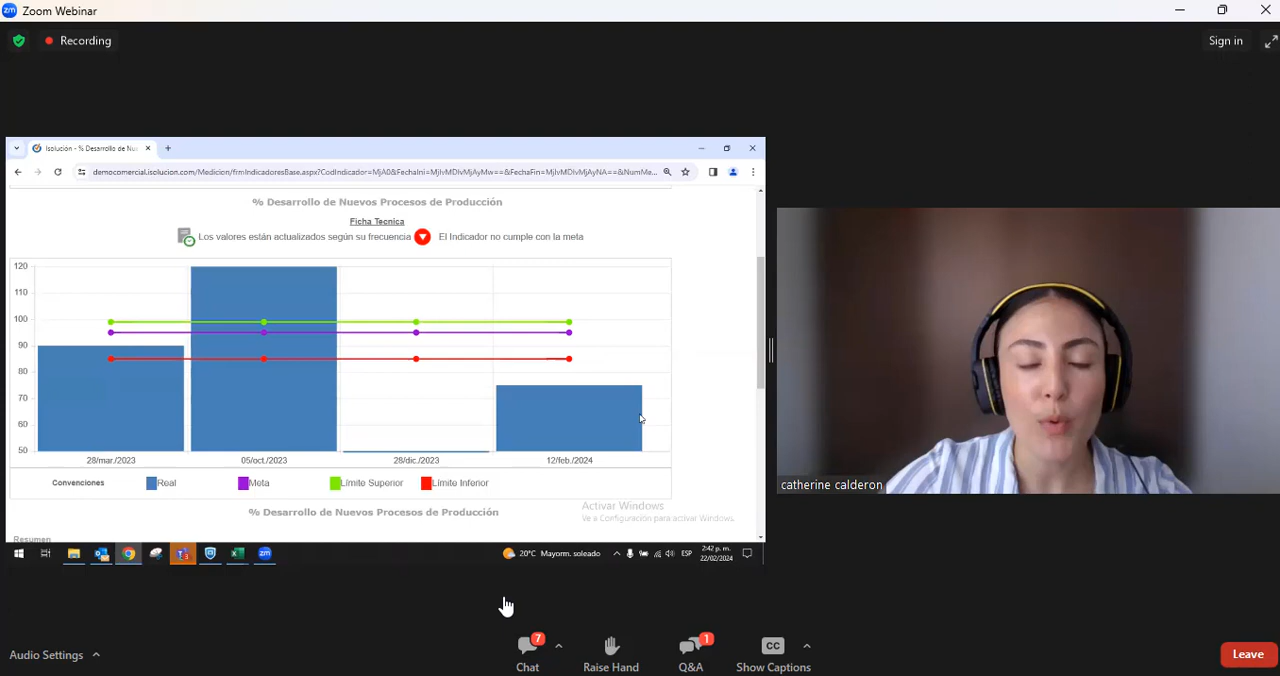 Zoom Webinar
Recording
Sign in
Isolucion - % Desarrollo de Nu
democomercial.isolucion.com/Medicion/frmIndicadoresBase.aspx?CodIndicador=MjA0&FechaIni=MjIvMDIvMjAyMw==&FechaFin=MjIvMDIvMjAyNA==&NumMe...
% Desarrollo de Nuevos Procesos de Producción
Ficha Tecnica
Los valores están actualizados según su frecuencia El Indicador no cumple con la meta
120
110
100
90
80
70
60
50
28/mar./2023 05/oct./2023 28/dic./2023 12/feb./2024
Convenciones Real Meta Límite Superior Límite Inferior
Activar Windows
Ve a Configuración para activar Windows.
% Desarrollo de Nuevos Procesos de Producción
Resumen
20°C Mayorm. soleado ESP 2:42 p. m.
22/02/2024
catherine calderon
7
1
CC
Audio Settings
Chat Raise Hand Q&A Show Captions
Leave